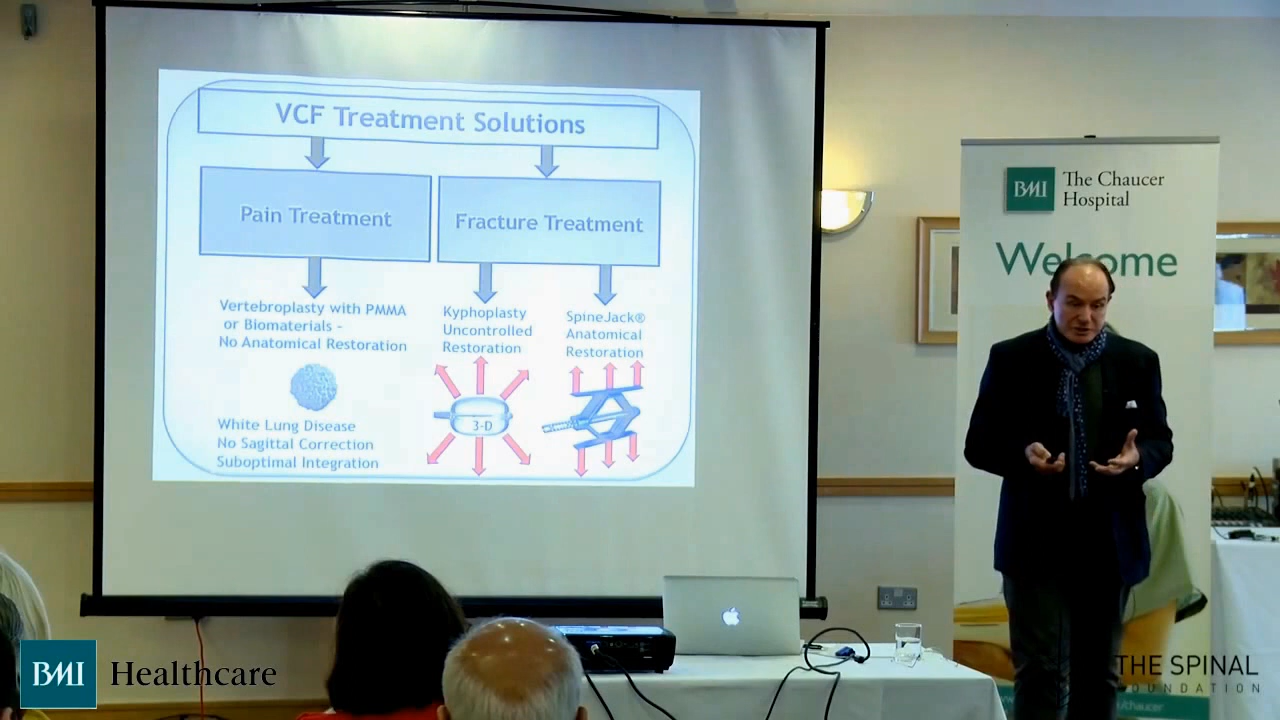 VCF Treatment Solutions
Pain Treatment
Fracture Treatment
Vertebroplasty with PMMA
or Biomaterials -
No Anatomical Restoration
Kyphoplasty
Uncontrolled
Restoration
SpineJack®
Anatomical
Restoration
3-D
White Lung Disease
No Sagittal Correction
Suboptimal Integration
BMI
The Chaucer
Hospital
Welcome
BMI Healthcare
THE SPINAL
FOUNDATION
/chaucer